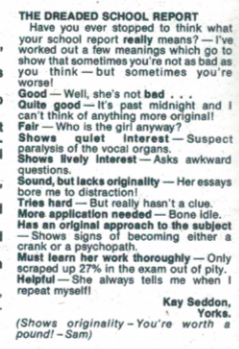 THE DREADED SCHOOL REPORT
Have you ever stopped to think what
your school report really means? — I've
worked out a few meanings which go to
show that sometimes you're not as bad as
you think — but sometimes you're
worse!
Good — Well, she's not bad . . .
Quite good — It's past midnight and I
can't think of anything more original!
Fair — Who is the girl anyway?
Shows quiet interest — Suspect
paralysis of the vocal organs.
Shows lively interest — Asks awkward
questions.
Sound, but lacks originality — Her essays
bore me to distraction!
Tries hard — But really hasn't a clue.
More application needed — Bone idle.
Has an original approach to the subject
— Shows signs of becoming either a
crank or a psychopath.
Must learn her work thoroughly — Only
scraped up 27% in the exam out of pity.
Helpful — She always tells me when I
repeat myself!
Kay Seddon,
Yorks.
(Shows originality – You're worth a
pound! – Sam)